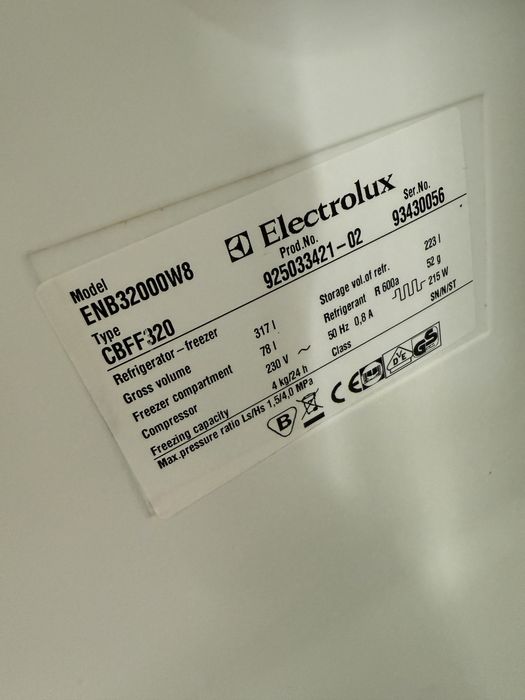 Electrolux
Model
ENB32000W8
Prod.No.
925033421-02
Ser.No.
93430056
Type
CBFF320
Refrigerator-freezer
Gross volume 317 l Storage vol.of refr. 223 l
Freezer compartment 78 l Refrigerant R 600a 52 g
Compressor 230 V ~ 50 Hz 0,8 A 215 W
Freezing capacity 4 kg/24 h Class SN/N/ST
Max.pressure ratio Ls/Hs 1,5/4,0 MPa
B CE DVE GS